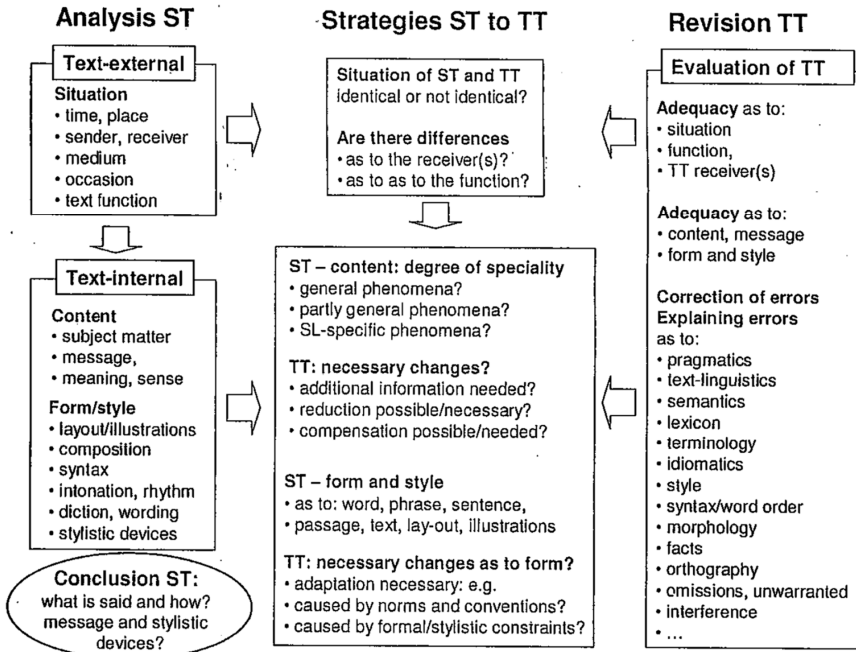 Analysis ST
Text-external
Situation
• time, place
• sender, receiver
• medium
• occasion
• text function
Text-internal
Content
• subject matter
• message,
• meaning, sense
Form/style
• layout/illustrations
• composition
• syntax
• intonation, rhythm
• diction, wording
• stylistic devices
Conclusion ST:
what is said and how?
message and stylistic
devices?
Strategies ST to TT
Situation of ST and TT
identical or not identical?
Are there differences
• as to the receiver(s)?
• as to as to the function?
ST – content: degree of speciality
• general phenomena?
• partly general phenomena?
• SL-specific phenomena?
TT: necessary changes?
• additional information needed?
• reduction possible/necessary?
• compensation possible/needed?
ST – form and style
• as to: word, phrase, sentence,
• passage, text, lay-out, illustrations
TT: necessary changes as to form?
• adaptation necessary: e.g.
• caused by norms and conventions?
• caused by formal/stylistic constraints?
Revision TT
Evaluation of TT
Adequacy as to:
• situation
• function,
• TT receiver(s)
Adequacy as to:
• content, message
• form and style
Correction of errors
Explaining errors
as to:
• pragmatics
• text-linguistics
• semantics
• lexicon
• terminology
• idiomatics
• style
• syntax/word order
• morphology
• facts
• orthography
• omissions, unwarranted
• interference
• ...